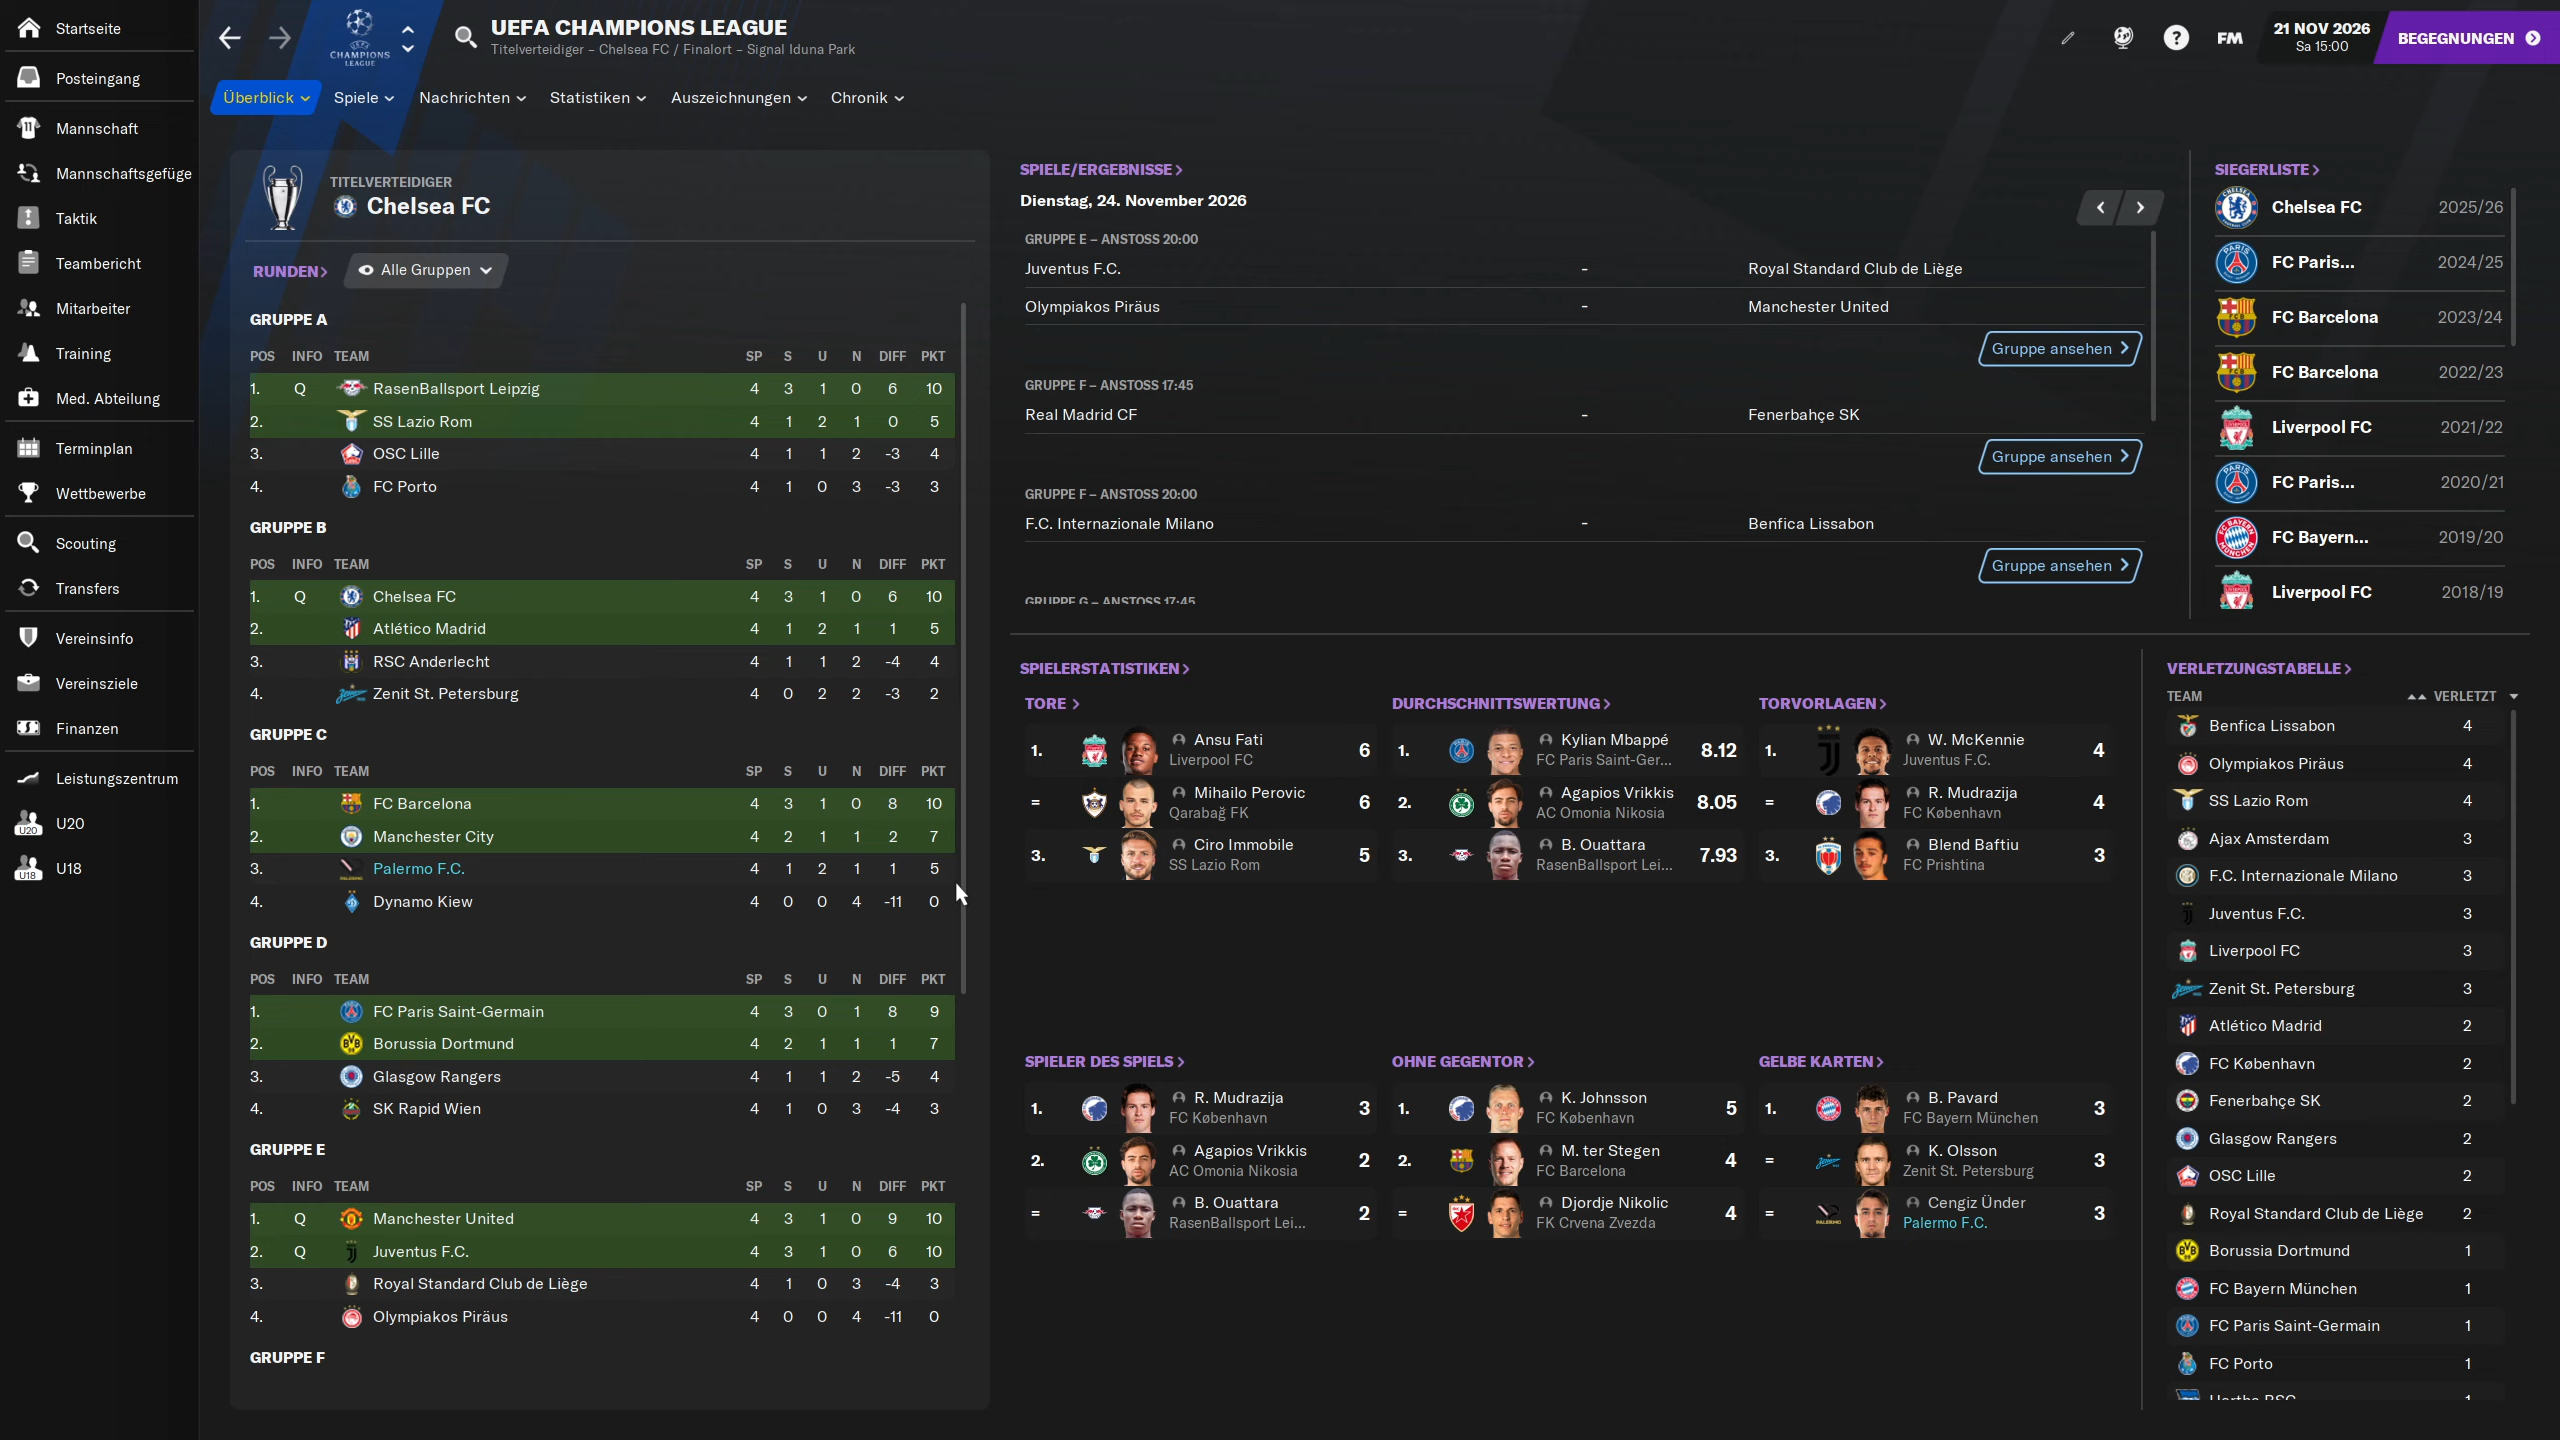 Startseite
Posteingang
Mannschaft
Mannschaftsgefüge
Taktik
Teambericht
Mitarbeiter
Training
Med. Abteilung
Terminplan
Wettbewerbe
Scouting
Transfers
Vereinsinfo
Vereinsziele
Finanzen
Leistungszentrum
U20 U20
U18 U18
CHAMPIONS
LEAGUE
UEFA CHAMPIONS LEAGUE
Titelverteidiger – Chelsea FC / Finalort – Signal Iduna Park
FM
21 NOV 2026
Sa 15:00
BEGEGNUNGEN
Überblick Spiele Nachrichten Statistiken Auszeichnungen Chronik
TITELVERTEIDIGER
Chelsea FC
RUNDEN Alle Gruppen
GRUPPE A
POS INFO TEAM SP S U N DIFF PKT
1. Q RasenBallsport Leipzig 4 3 1 0 6 10
2. SS Lazio Rom 4 1 2 1 0 5
3. OSC Lille 4 1 1 2 -3 4
4. FC Porto 4 1 0 3 -3 3
GRUPPE B
POS INFO TEAM SP S U N DIFF PKT
1. Q Chelsea FC 4 3 1 0 6 10
2. Atlético Madrid 4 1 2 1 1 5
3. RSC Anderlecht 4 1 1 2 -4 4
4. Zenit St. Petersburg 4 0 2 2 -3 2
GRUPPE C
POS INFO TEAM SP S U N DIFF PKT
1. FC Barcelona 4 3 1 0 8 10
2. Manchester City 4 2 1 1 2 7
3. Palermo F.C. 4 1 2 1 1 5
4. Dynamo Kiew 4 0 0 4 -11 0
GRUPPE D
POS INFO TEAM SP S U N DIFF PKT
1. FC Paris Saint-Germain 4 3 0 1 8 9
2. Borussia Dortmund 4 2 1 1 1 7
3. Glasgow Rangers 4 1 1 2 -5 4
4. SK Rapid Wien 4 1 0 3 -4 3
GRUPPE E
POS INFO TEAM SP S U N DIFF PKT
1. Q Manchester United 4 3 1 0 9 10
2. Q Juventus F.C. 4 3 1 0 6 10
3. Royal Standard Club de Liège 4 1 0 3 -4 3
4. Olympiakos Piräus 4 0 0 4 -11 0
GRUPPE F
SPIELE/ERGEBNISSE
Dienstag, 24. November 2026
GRUPPE E – ANSTOSS 20:00
Juventus F.C. - Royal Standard Club de Liège
Olympiakos Piräus - Manchester United
Gruppe ansehen
GRUPPE F – ANSTOSS 17:45
Real Madrid CF - Fenerbahçe SK
Gruppe ansehen
GRUPPE F – ANSTOSS 20:00
F.C. Internazionale Milano - Benfica Lissabon
Gruppe ansehen
GRUPPE G – ANSTOSS 17:45
SIEGERLISTE
Chelsea FC 2025/26
FC Paris... 2024/25
FC Barcelona 2023/24
FC Barcelona 2022/23
Liverpool FC 2021/22
FC Paris... 2020/21
FC Bayern... 2019/20
Liverpool FC 2018/19
SPIELERSTATISTIKEN
TORE
1. Ansu Fati 6
Liverpool FC
= Mihailo Perovic 6
Qarabağ FK
3. Ciro Immobile 5
SS Lazio Rom
DURCHSCHNITTSWERTUNG
1. Kylian Mbappé 8.12
FC Paris Saint-Ger...
2. Agapios Vrikkis 8.05
AC Omonia Nikosia
3. B. Ouattara 7.93
RasenBallsport Lei...
TORVORLAGEN
1. W. McKennie 4
Juventus F.C.
= R. Mudrazija 4
FC København
3. Blend Baftiu 3
FC Prishtina
SPIELER DES SPIELS
1. R. Mudrazija 3
FC København
2. Agapios Vrikkis 2
AC Omonia Nikosia
= B. Ouattara 2
RasenBallsport Lei...
OHNE GEGENTOR
1. K. Johnsson 5
FC København
2. M. ter Stegen 4
FC Barcelona
= Djordje Nikolic 4
FK Crvena Zvezda
GELBE KARTEN
1. B. Pavard 3
FC Bayern München
= K. Olsson 3
Zenit St. Petersburg
= Cengiz Ünder 3
Palermo F.C.
VERLETZUNGSTABELLE
TEAM VERLETZT
Benfica Lissabon 4
Olympiakos Piräus 4
SS Lazio Rom 4
Ajax Amsterdam 3
F.C. Internazionale Milano 3
Juventus F.C. 3
Liverpool FC 3
Zenit St. Petersburg 3
Atlético Madrid 2
FC København 2
Fenerbahçe SK 2
Glasgow Rangers 2
OSC Lille 2
Royal Standard Club de Liège 2
Borussia Dortmund 1
FC Bayern München 1
FC Paris Saint-Germain 1
FC Porto 1
Hertha BSC 1